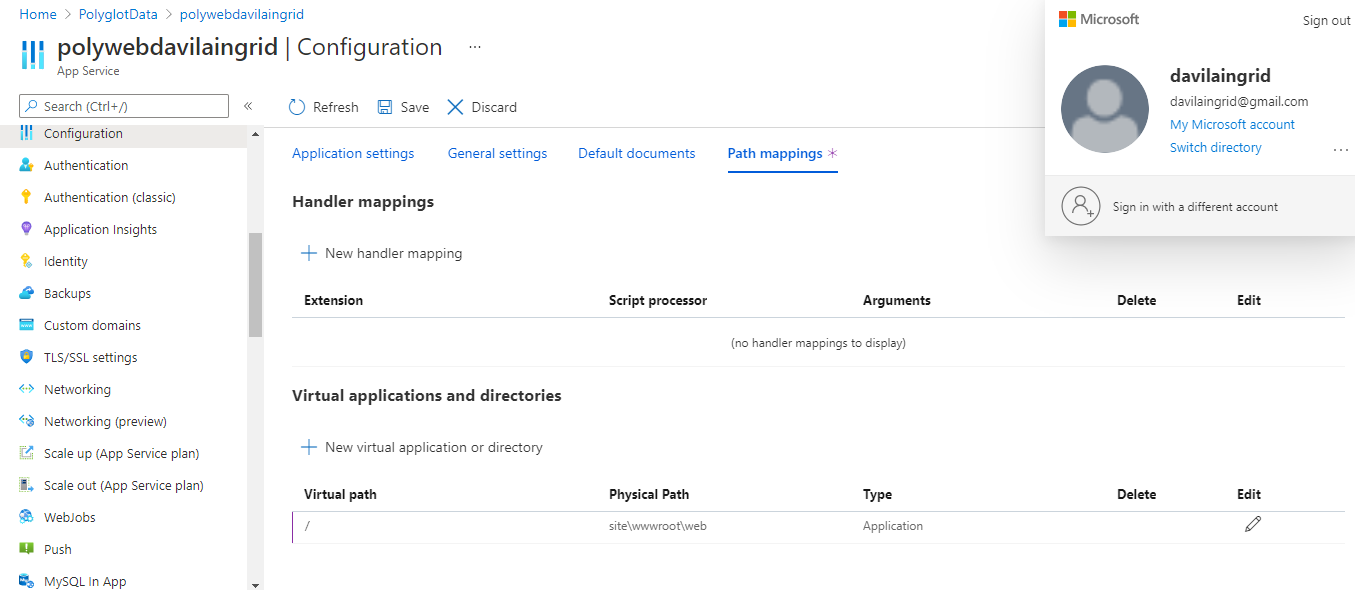 Home > PolyglotData > polywebdavilaingrid
polywebdavilaingrid | Configuration ...
App Service
Search (Ctrl+/) «
Configuration
Authentication
Authentication (classic)
Application Insights
Identity
Backups
Custom domains
TLS/SSL settings
Networking
Networking (preview)
Scale up (App Service plan)
Scale out (App Service plan)
WebJobs
Push
MySQL In App
Refresh Save Discard
Application settings General settings Default documents Path mappings *
Handler mappings
+ New handler mapping
Extension Script processor Arguments Delete Edit
(no handler mappings to display)
Virtual applications and directories
+ New virtual application or directory
Virtual path Physical Path Type Delete Edit
/ site\wwwroot\web Application
Microsoft Sign out
davilaingrid
davilaingrid@gmail.com
My Microsoft account
Switch directory ...
Sign in with a different account